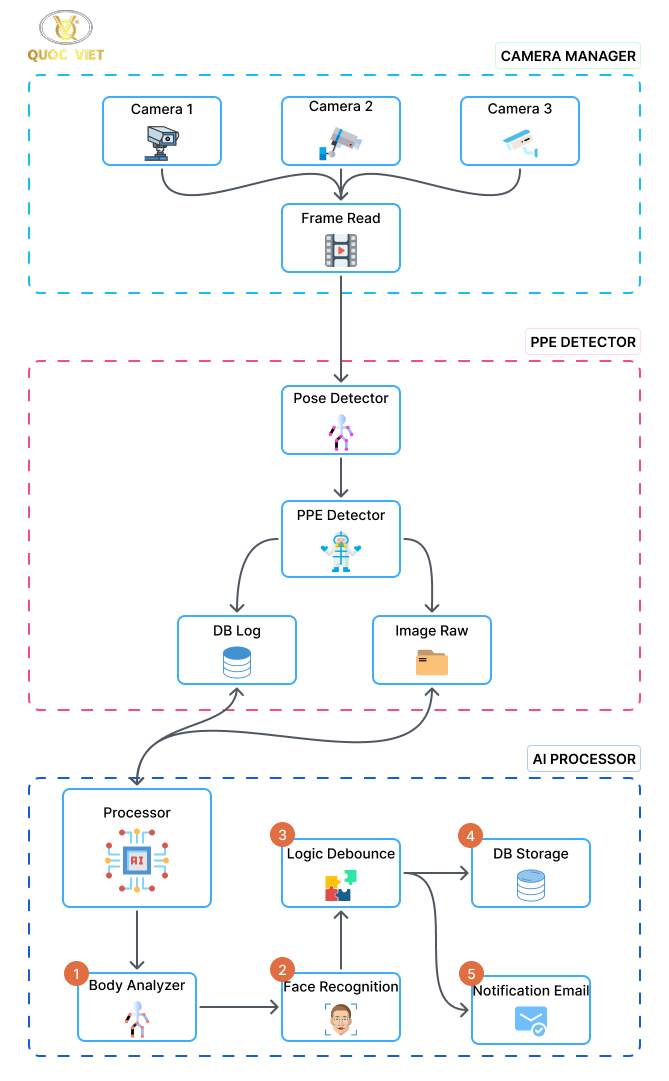 QUOC VIET
CAMERA MANAGER
Camera 1
Camera 2
Camera 3
Frame Read
PPE DETECTOR
Pose Detector
PPE Detector
DB Log
Image Raw
AI PROCESSOR
Processor
AI
3
Logic Debounce
4
DB Storage
1
Body Analyzer
2
Face Recognition
5
Notification Email